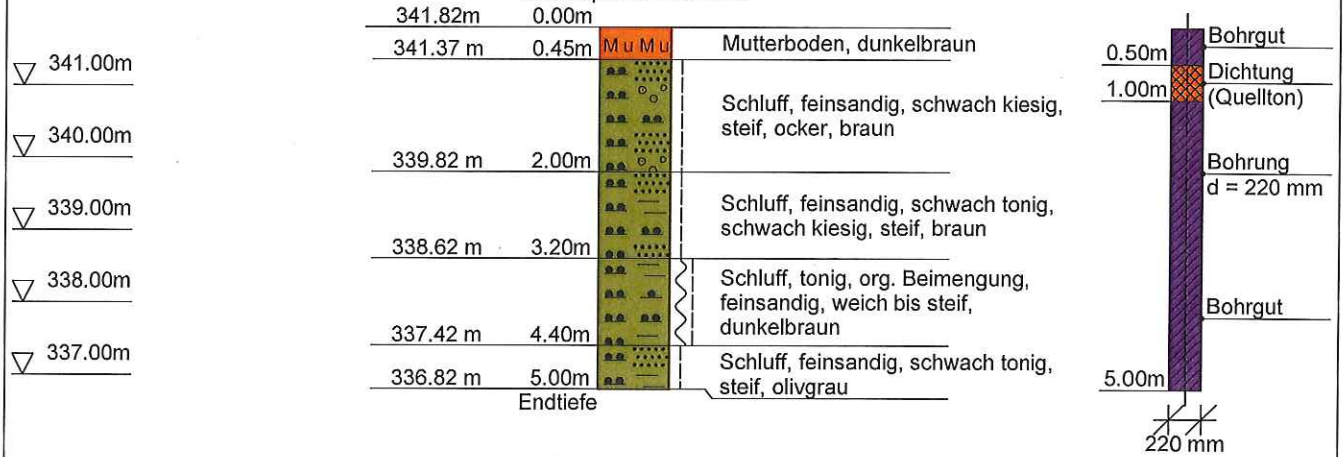 341.82m 0.00m
341.37 m 0.45m
M u M u
Mutterboden, dunkelbraun
341.00m
340.00m
339.00m
338.00m
337.00m
Schluff, feinsandig, schwach kiesig,
steif, ocker, braun
339.82 m 2.00m
Schluff, feinsandig, schwach tonig,
schwach kiesig, steif, braun
338.62 m 3.20m
Schluff, tonig, org. Beimengung,
feinsandig, weich bis steif,
dunkelbraun
337.42 m 4.40m
Schluff, feinsandig, schwach tonig,
steif, olivgrau
336.82 m 5.00m
Endtiefe
0.50m
1.00m
5.00m
Bohrgut
Dichtung
(Quellton)
Bohrung
d = 220 mm
Bohrgut
220 mm